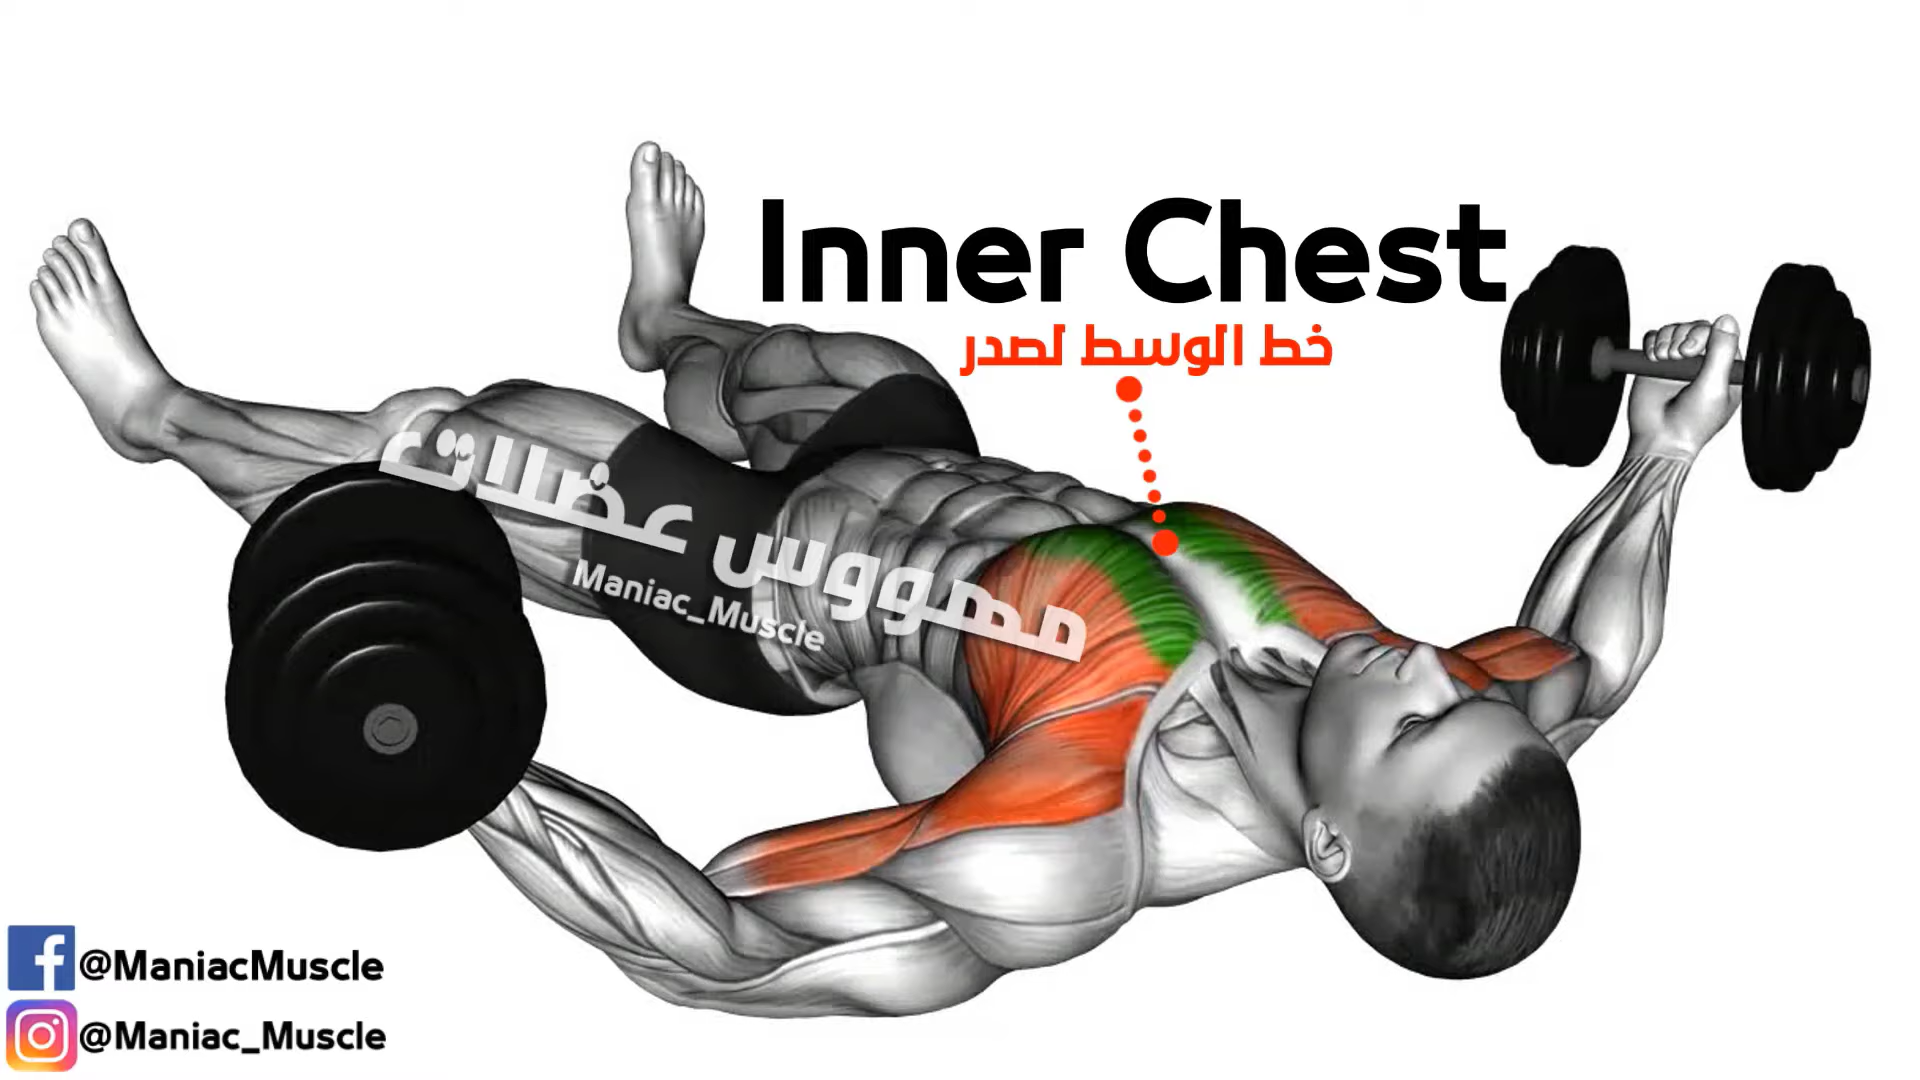 Inner Chest
خط الوسط لصدر
مهووس عضلات
Maniac_Muscle
@ManiacMuscle
@Maniac_Muscle